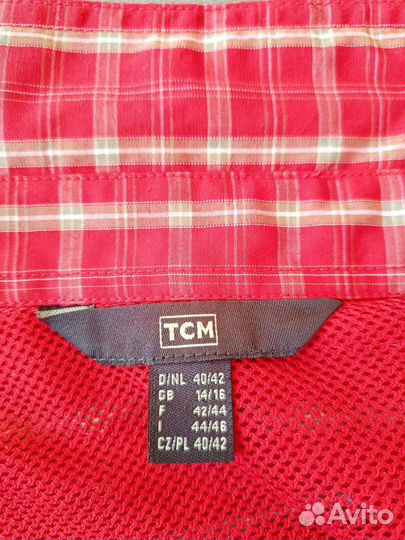 TCM
D/NL 40/42
GB 14/16
F 42/44
I 44/46
CZ/PL 40/42
Avito